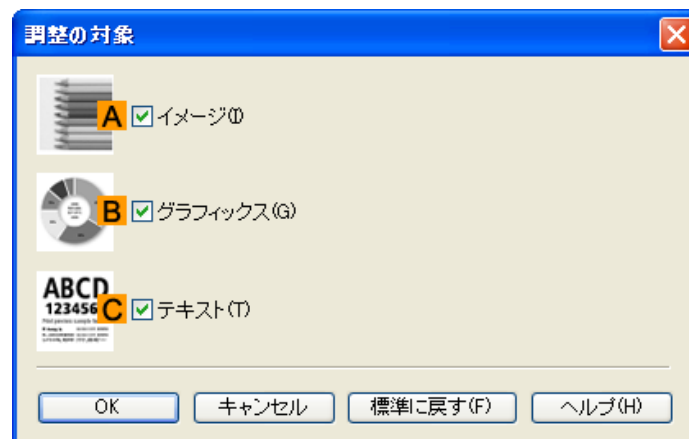 調整の対象
A イメージ(I)
B グラフィックス(G)
ABCD
123456
C テキスト(T)
OK
キャンセル
標準に戻す(F)
ヘルプ(H)